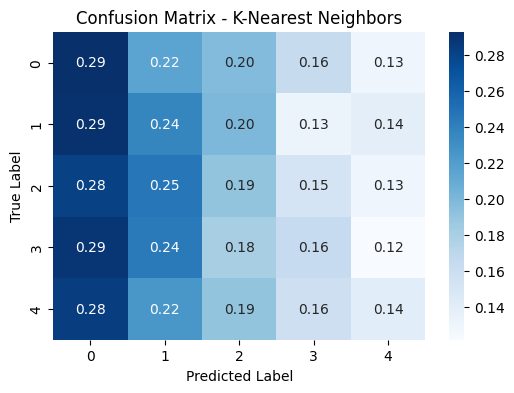 Confusion Matrix - K-Nearest Neighbors
True Label
0 0.29 0.22 0.20 0.16 0.13
1 0.29 0.24 0.20 0.13 0.14
2 0.28 0.25 0.19 0.15 0.13
3 0.29 0.24 0.18 0.16 0.12
4 0.28 0.22 0.19 0.16 0.14
0 1 2 3 4
Predicted Label
0.28
0.26
0.24
0.22
0.20
0.18
0.16
0.14